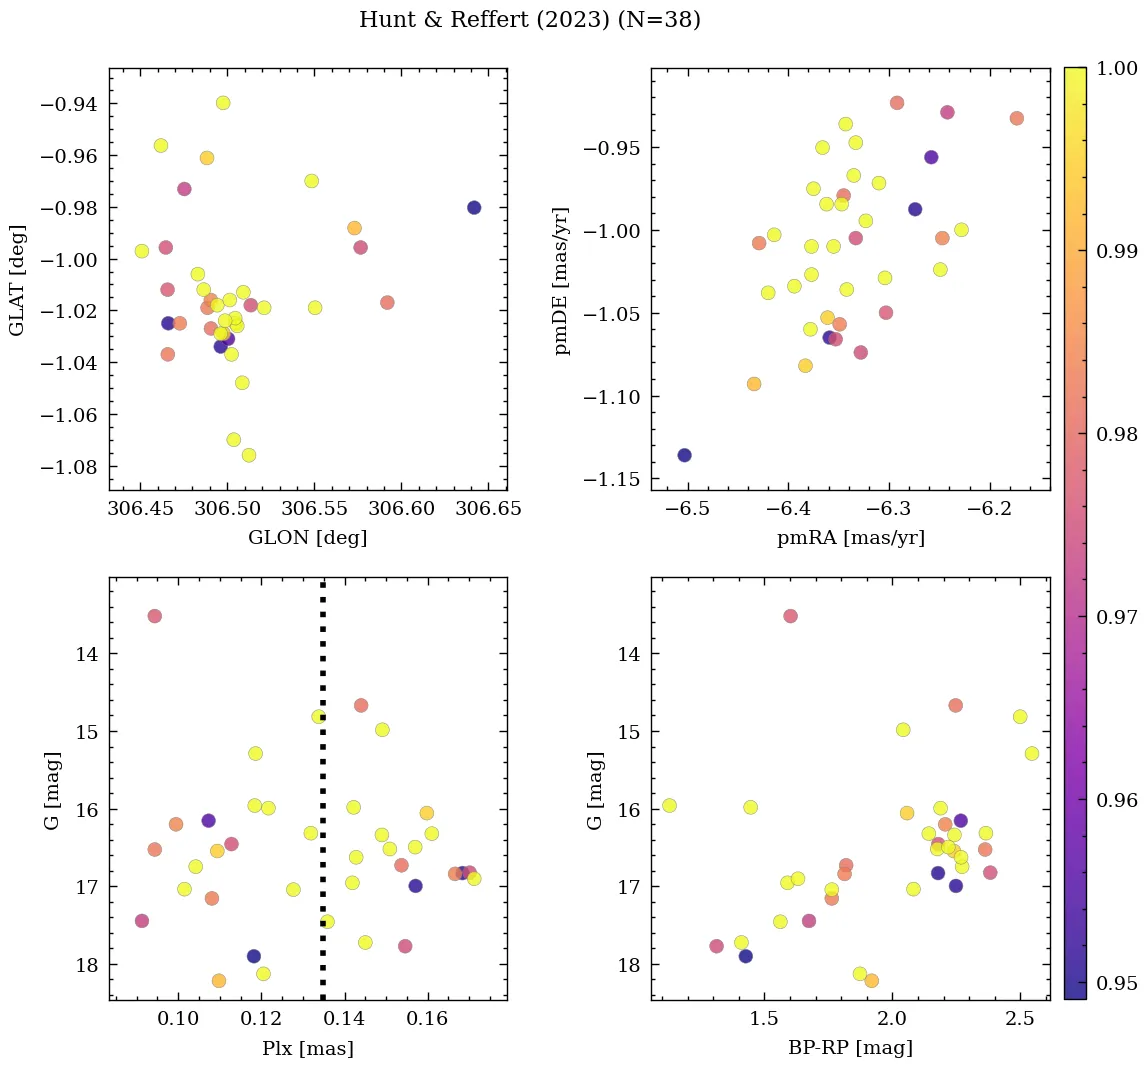 Hunt & Reffert (2023) (N=38)
−0.94
−0.96
−0.98
−1.00
−1.02
−1.04
−1.06
−1.08
GLAT [deg]
306.45 306.50 306.55 306.60 306.65
GLON [deg]
−0.95
−1.00
−1.05
−1.10
−1.15
pmDE [mas/yr]
−6.5 −6.4 −6.3 −6.2
pmRA [mas/yr]
14
15
16
17
18
G [mag]
0.10 0.12 0.14 0.16
Plx [mas]
14
15
16
17
18
G [mag]
1.5 2.0 2.5
BP-RP [mag]
1.00
0.99
0.98
0.97
0.96
0.95